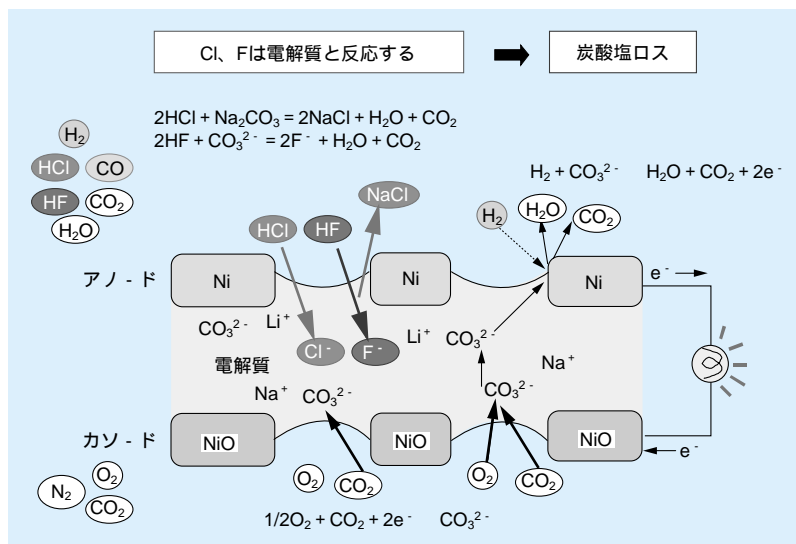 Cl、Fは電解質と反応する
炭酸塩ロス
2HCl + Na₂CO₃ = 2NaCl + H₂O + CO₂
2HF + CO₃²⁻ = 2F⁻ + H₂O + CO₂
H₂
HCl
CO
HF
CO₂
H₂O
H₂ + CO₃²⁻ H₂O + CO₂ + 2e⁻
NaCl
HCl
HF
H₂
H₂O
CO₂
アノ-ド
Ni
Ni
Ni
e⁻
CO₃²⁻
Li⁺
Cl⁻
F⁻
Li⁺
CO₃²⁻
電解質
Na⁺
Na⁺
CO₃²⁻
CO₃²⁻
カソ-ド
NiO
NiO
NiO
e⁻
N₂
O₂
CO₂
O₂
CO₂
O₂
CO₂
1/2O₂ + CO₂ + 2e⁻ CO₃²⁻